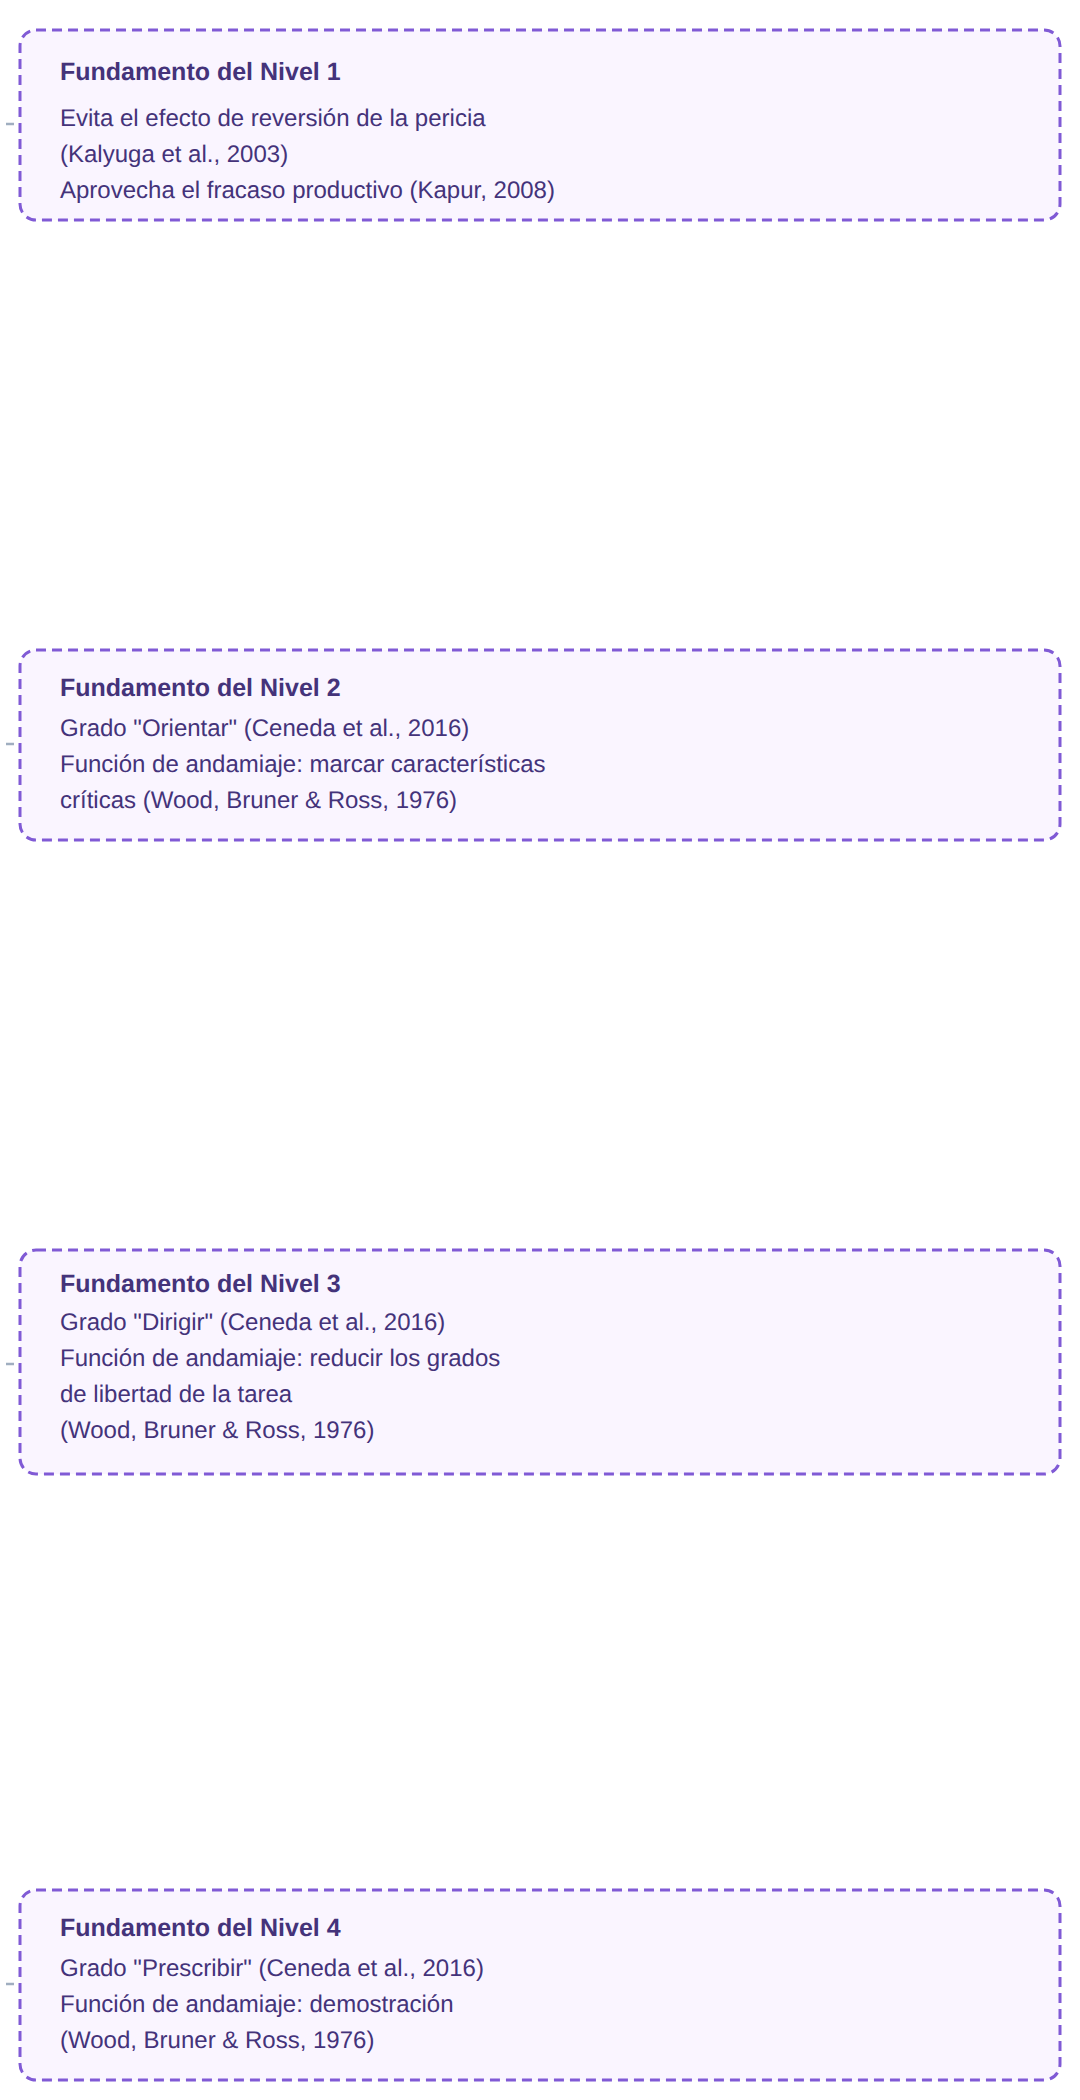 Fundamento del Nivel 1
Evita el efecto de reversión de la pericia
(Kalyuga et al., 2003)
Aprovecha el fracaso productivo (Kapur, 2008)
Fundamento del Nivel 2
Grado "Orientar" (Ceneda et al., 2016)
Función de andamiaje: marcar características
críticas (Wood, Bruner & Ross, 1976)
Fundamento del Nivel 3
Grado "Dirigir" (Ceneda et al., 2016)
Función de andamiaje: reducir los grados
de libertad de la tarea
(Wood, Bruner & Ross, 1976)
Fundamento del Nivel 4
Grado "Prescribir" (Ceneda et al., 2016)
Función de andamiaje: demostración
(Wood, Bruner & Ross, 1976)